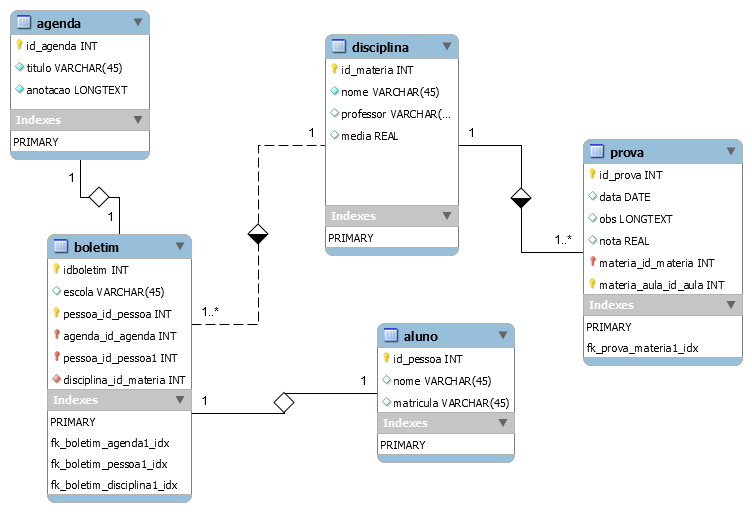 agenda
id_agenda INT
titulo VARCHAR(45)
anotacao LONGTEXT
Indexes
PRIMARY
disciplina
id_materia INT
nome VARCHAR(45)
professor VARCHAR(...
media REAL
Indexes
PRIMARY
prova
id_prova INT
data DATE
obs LONGTEXT
nota REAL
materia_id_materia INT
materia_aula_id_aula INT
Indexes
PRIMARY
fk_prova_materia1_idx
1
1
1
1..*
1
1..*
boletim
idboletim INT
escola VARCHAR(45)
pessoa_id_pessoa INT
agenda_id_agenda INT
pessoa_id_pessoa1 INT
disciplina_id_materia INT
Indexes
PRIMARY
fk_boletim_agenda1_idx
fk_boletim_pessoa1_idx
fk_boletim_disciplina1_idx
1
1
aluno
id_pessoa INT
nome VARCHAR(45)
matricula VARCHAR(45)
Indexes
PRIMARY